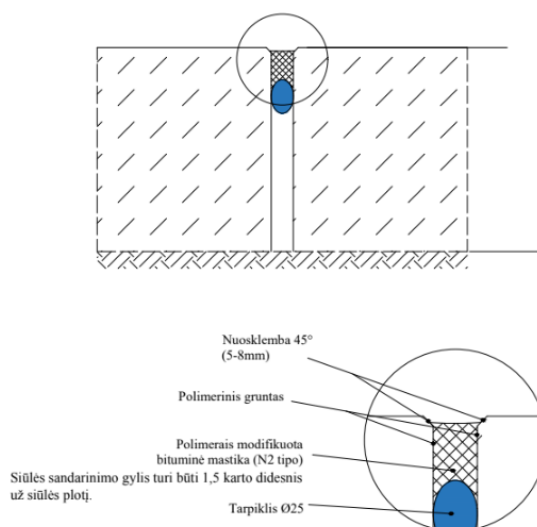 Nuosklemba 45°
(5-8mm)
Polimerinis gruntas
Polimerais modifikuota
bituminė mastika (N2 tipo)
Siūlės sandarinimo gylis turi būti 1,5 karto didesnis
už siūlės plotį.
Tarpiklis Ø25